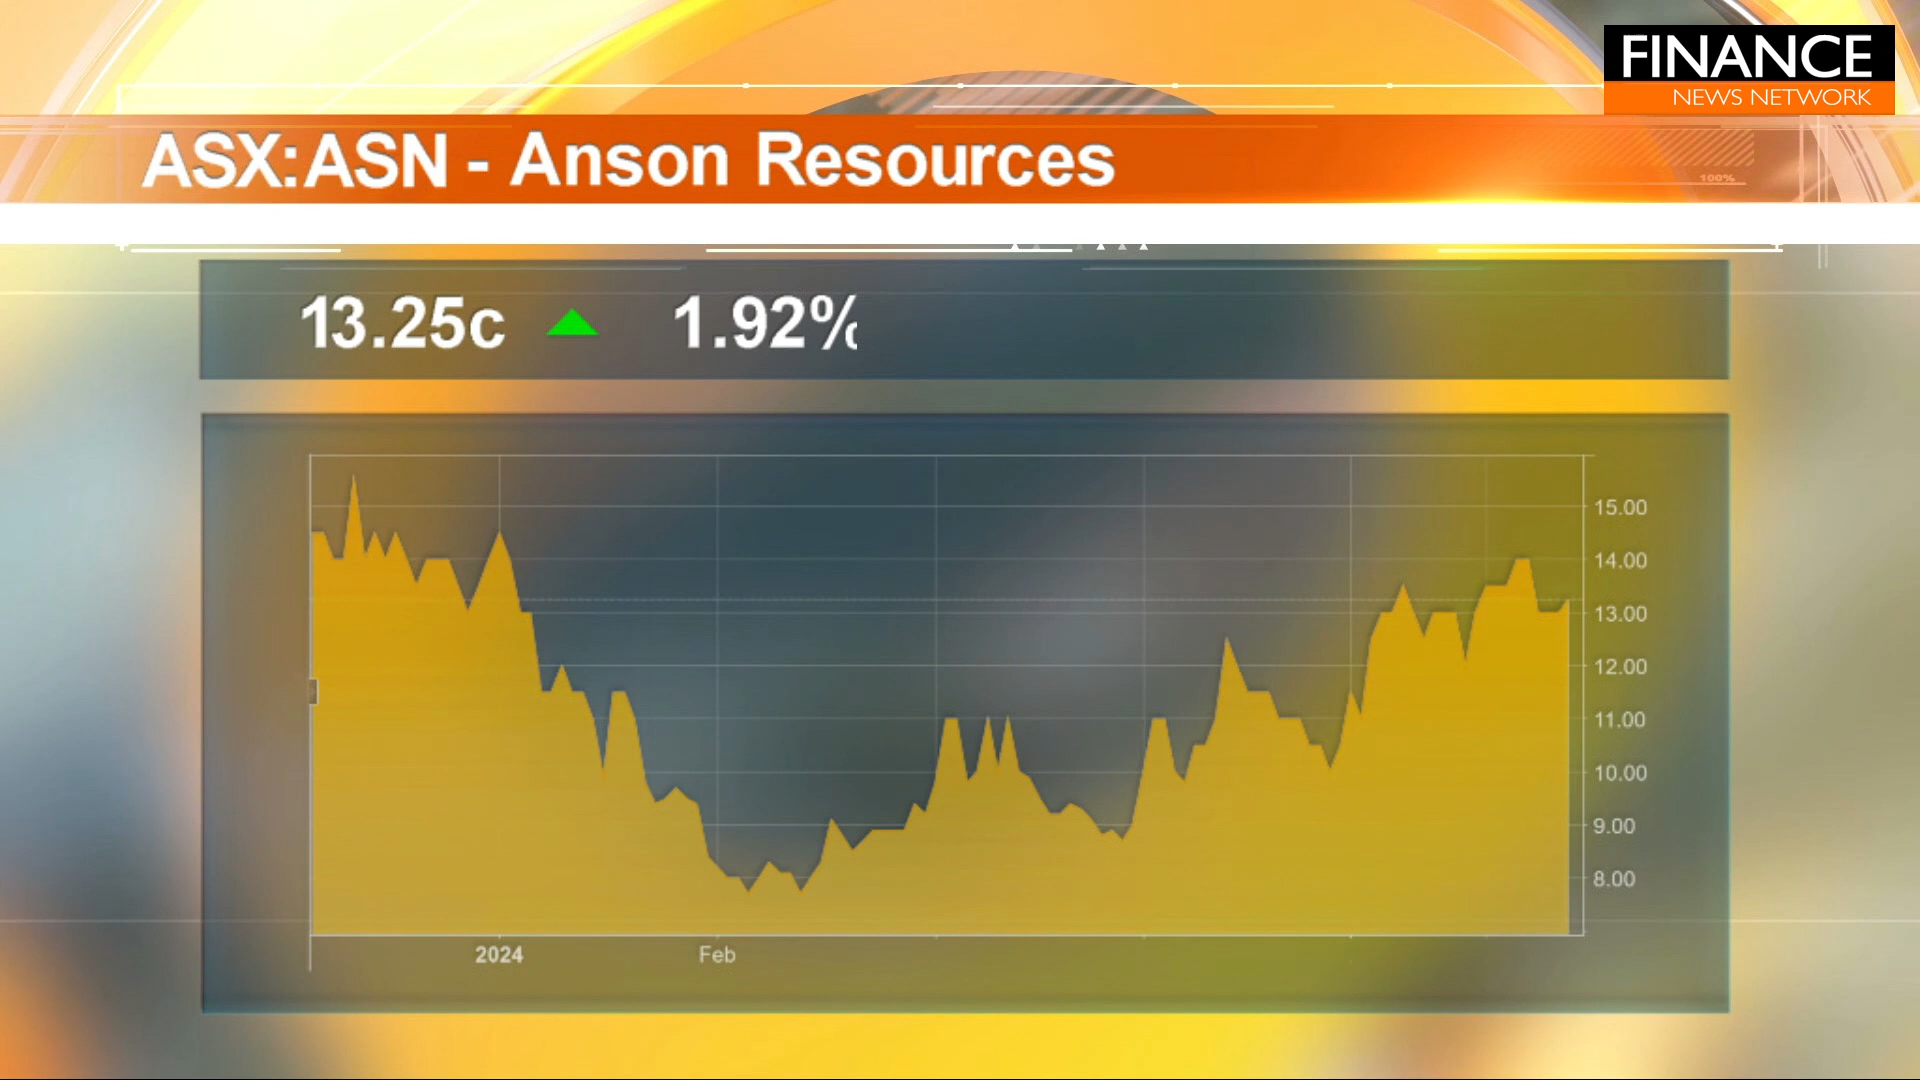 FINANCE
NEWS NETWORK
ASX:ASN - Anson Resources
100%
13.25c 1.92%
15.00
14.00
13.00
12.00
11.00
10.00
9.00
8.00
2024 Feb